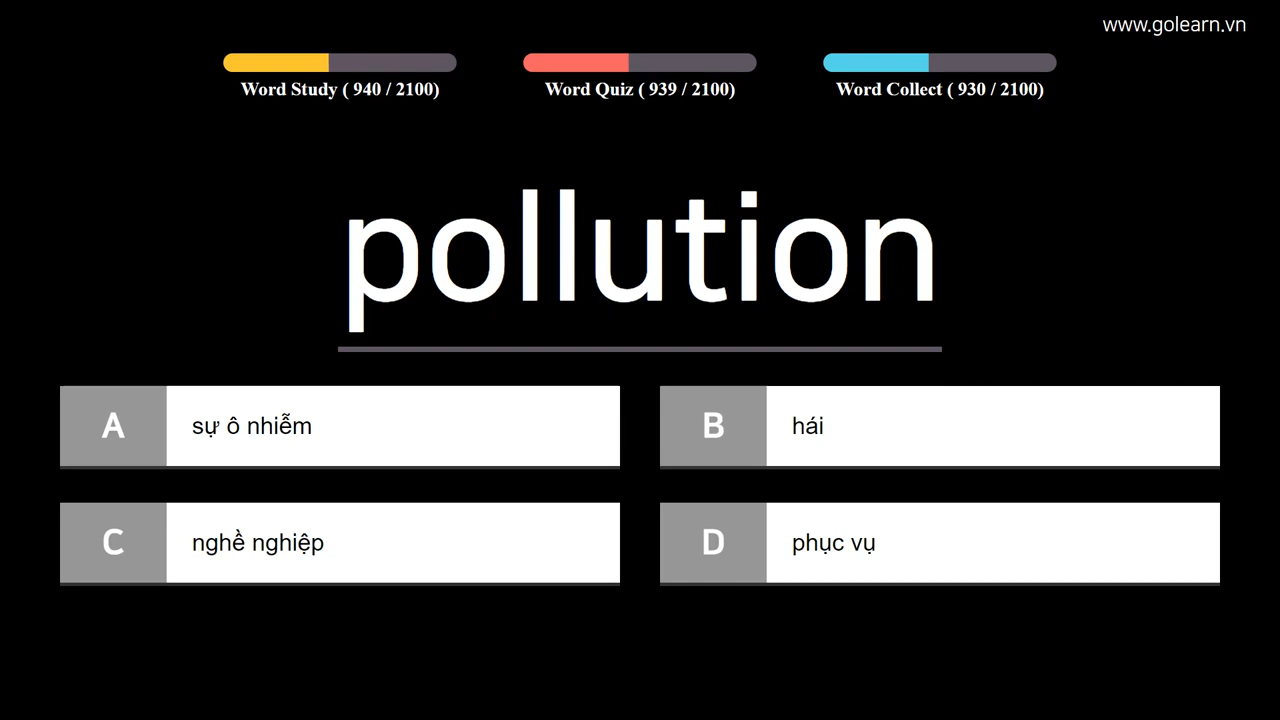 www.golearn.vn
Word Study ( 940 / 2100)
Word Quiz ( 939 / 2100)
Word Collect ( 930 / 2100)
pollution
A sự ô nhiễm
B hái
C nghề nghiệp
D phục vụ